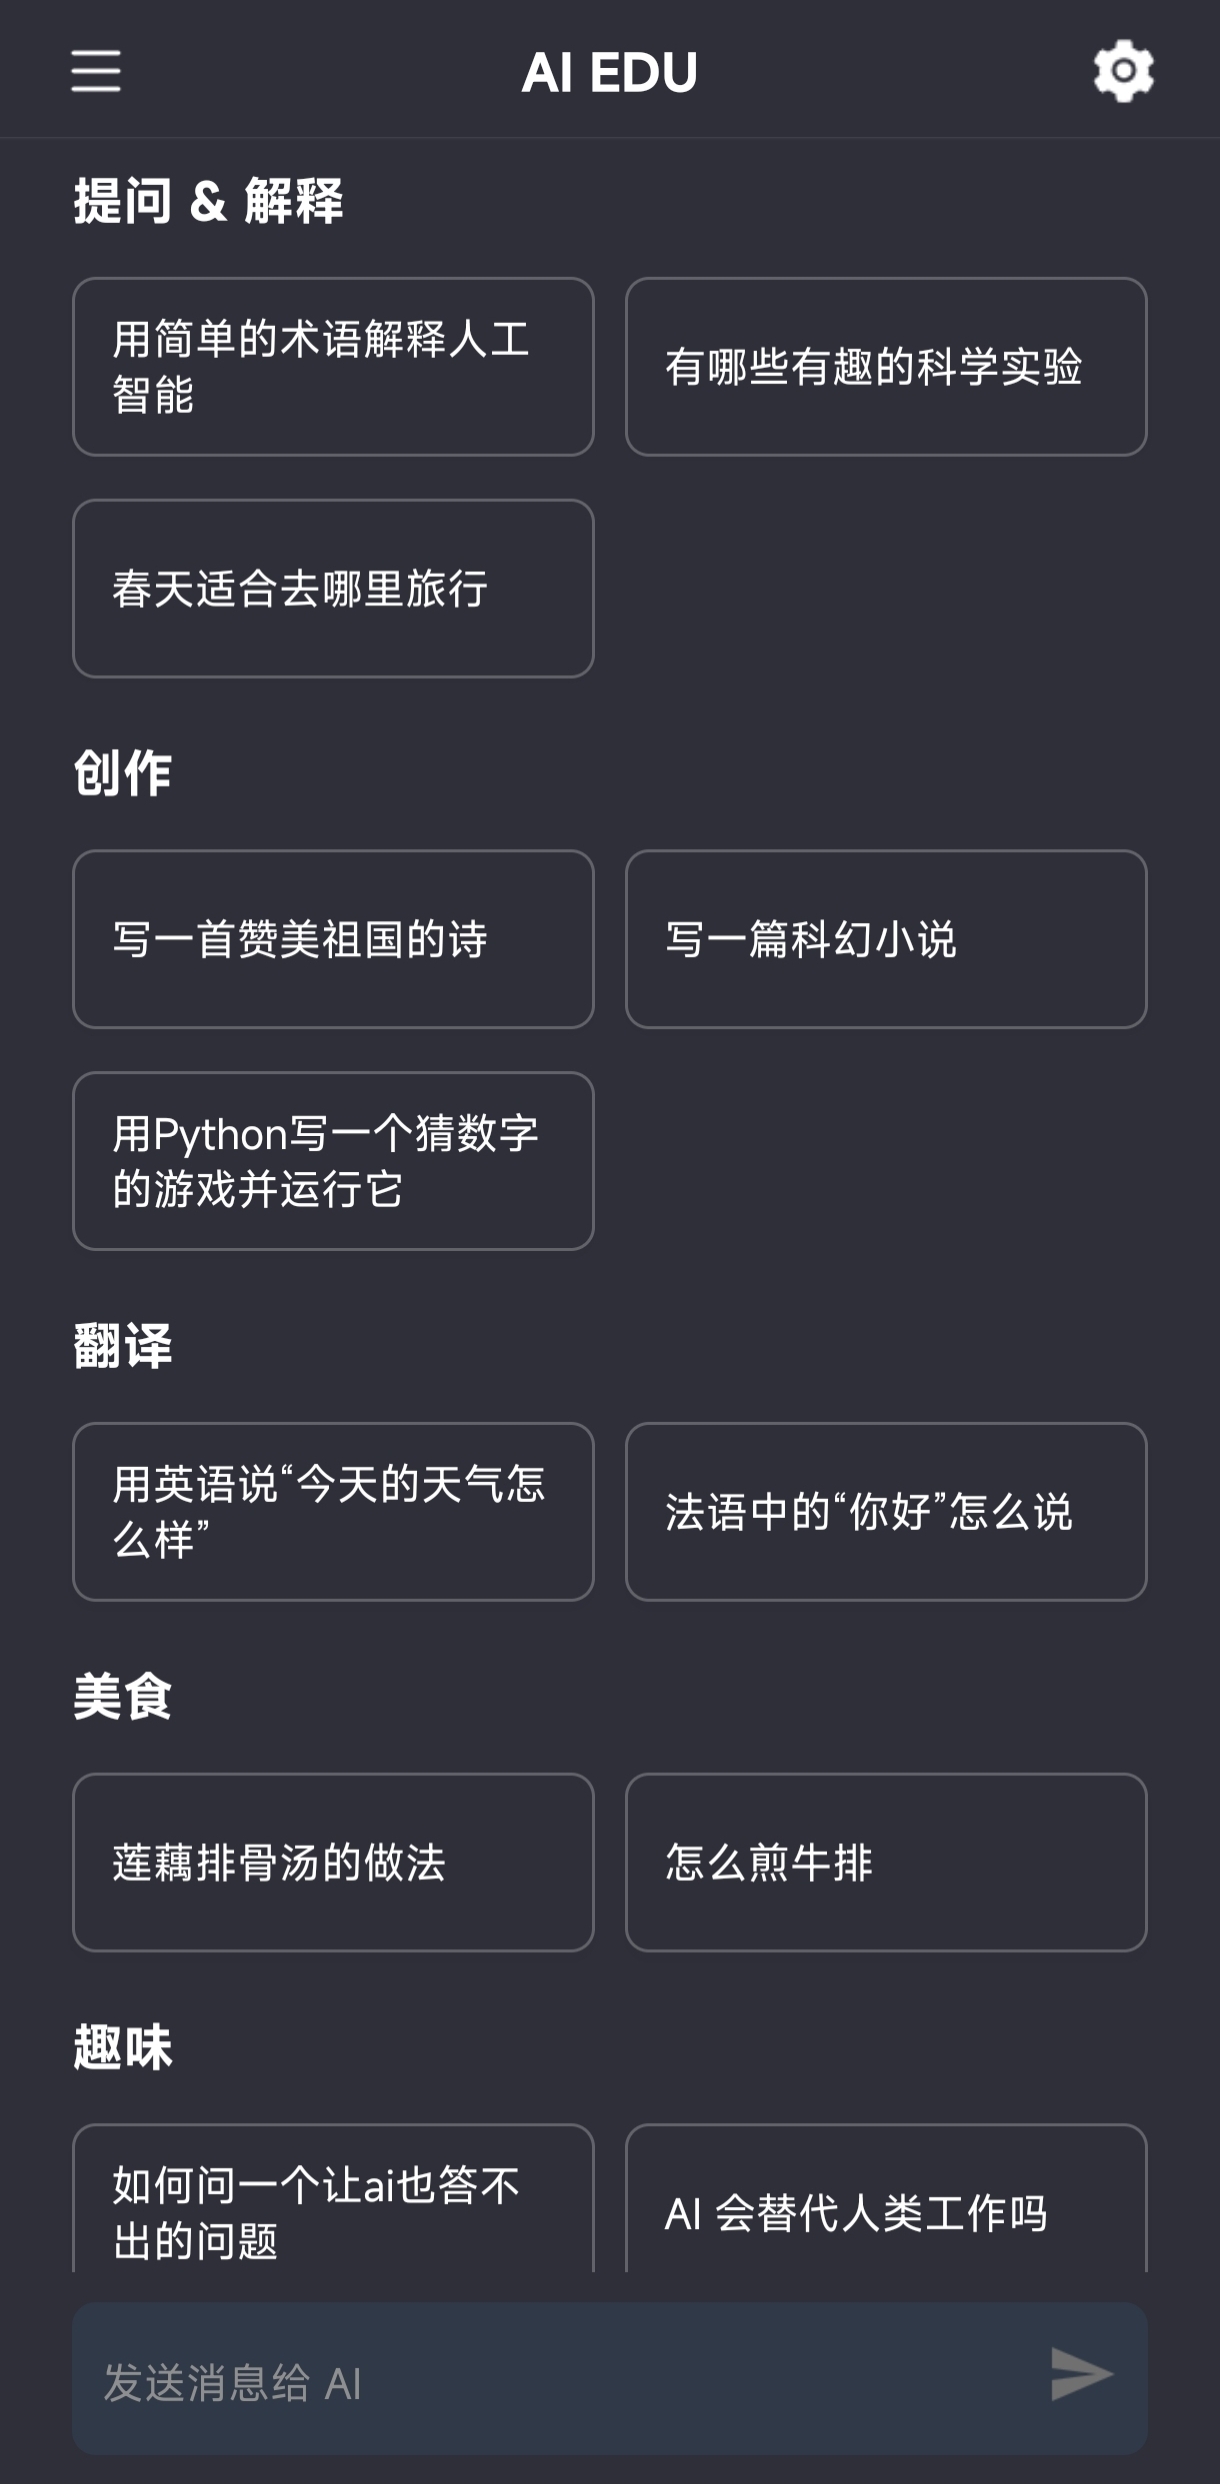 AI EDU
提问 & 解释
用简单的术语解释人工
智能
有哪些有趣的科学实验
春天适合去哪里旅行
创作
写一首赞美祖国的诗
写一篇科幻小说
用Python写一个猜数字
的游戏并运行它
翻译
用英语说“今天的天气怎
么样”
法语中的“你好”怎么说
美食
莲藕排骨汤的做法
怎么煎牛排
趣味
如何问一个让ai也答不
出的问题
AI 会替代人类工作吗
发送消息给 AI